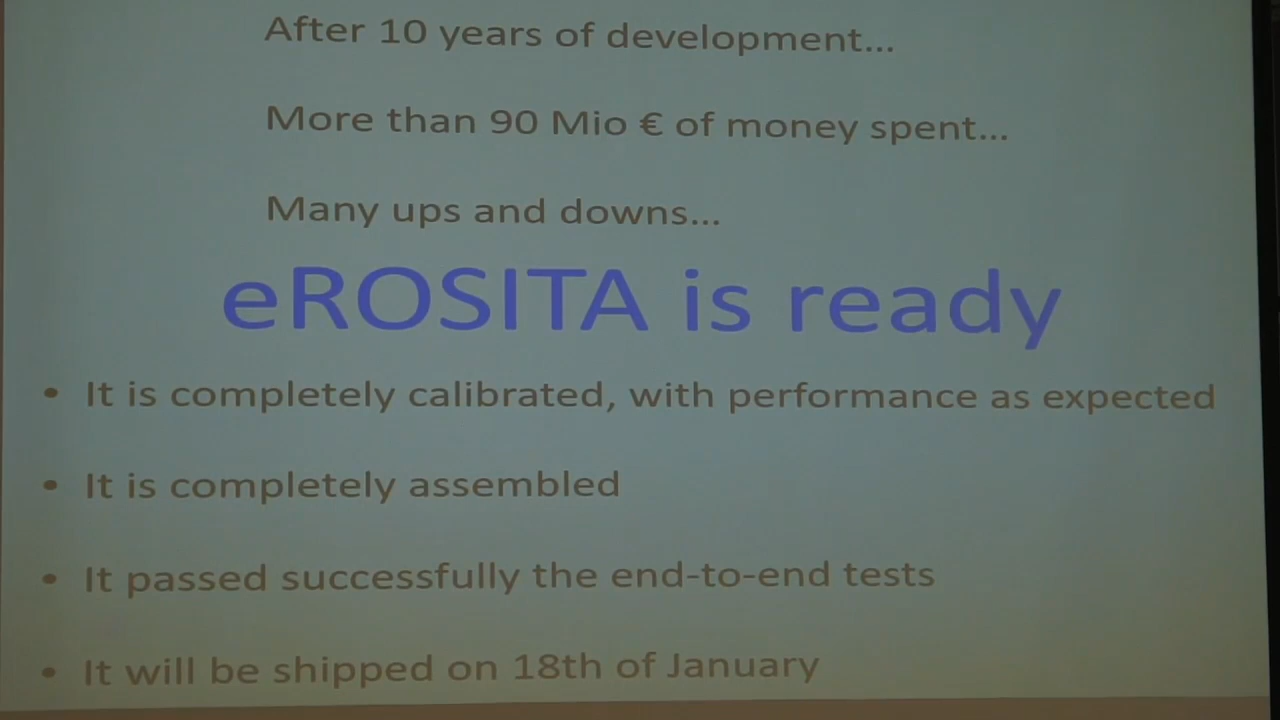 After 10 years of development...
More than 90 Mio € of money spent...
Many ups and downs...
eROSITA is ready
• It is completely calibrated, with performance as expected
• It is completely assembled
• It passed successfully the end-to-end tests
• It will be shipped on 18th of January